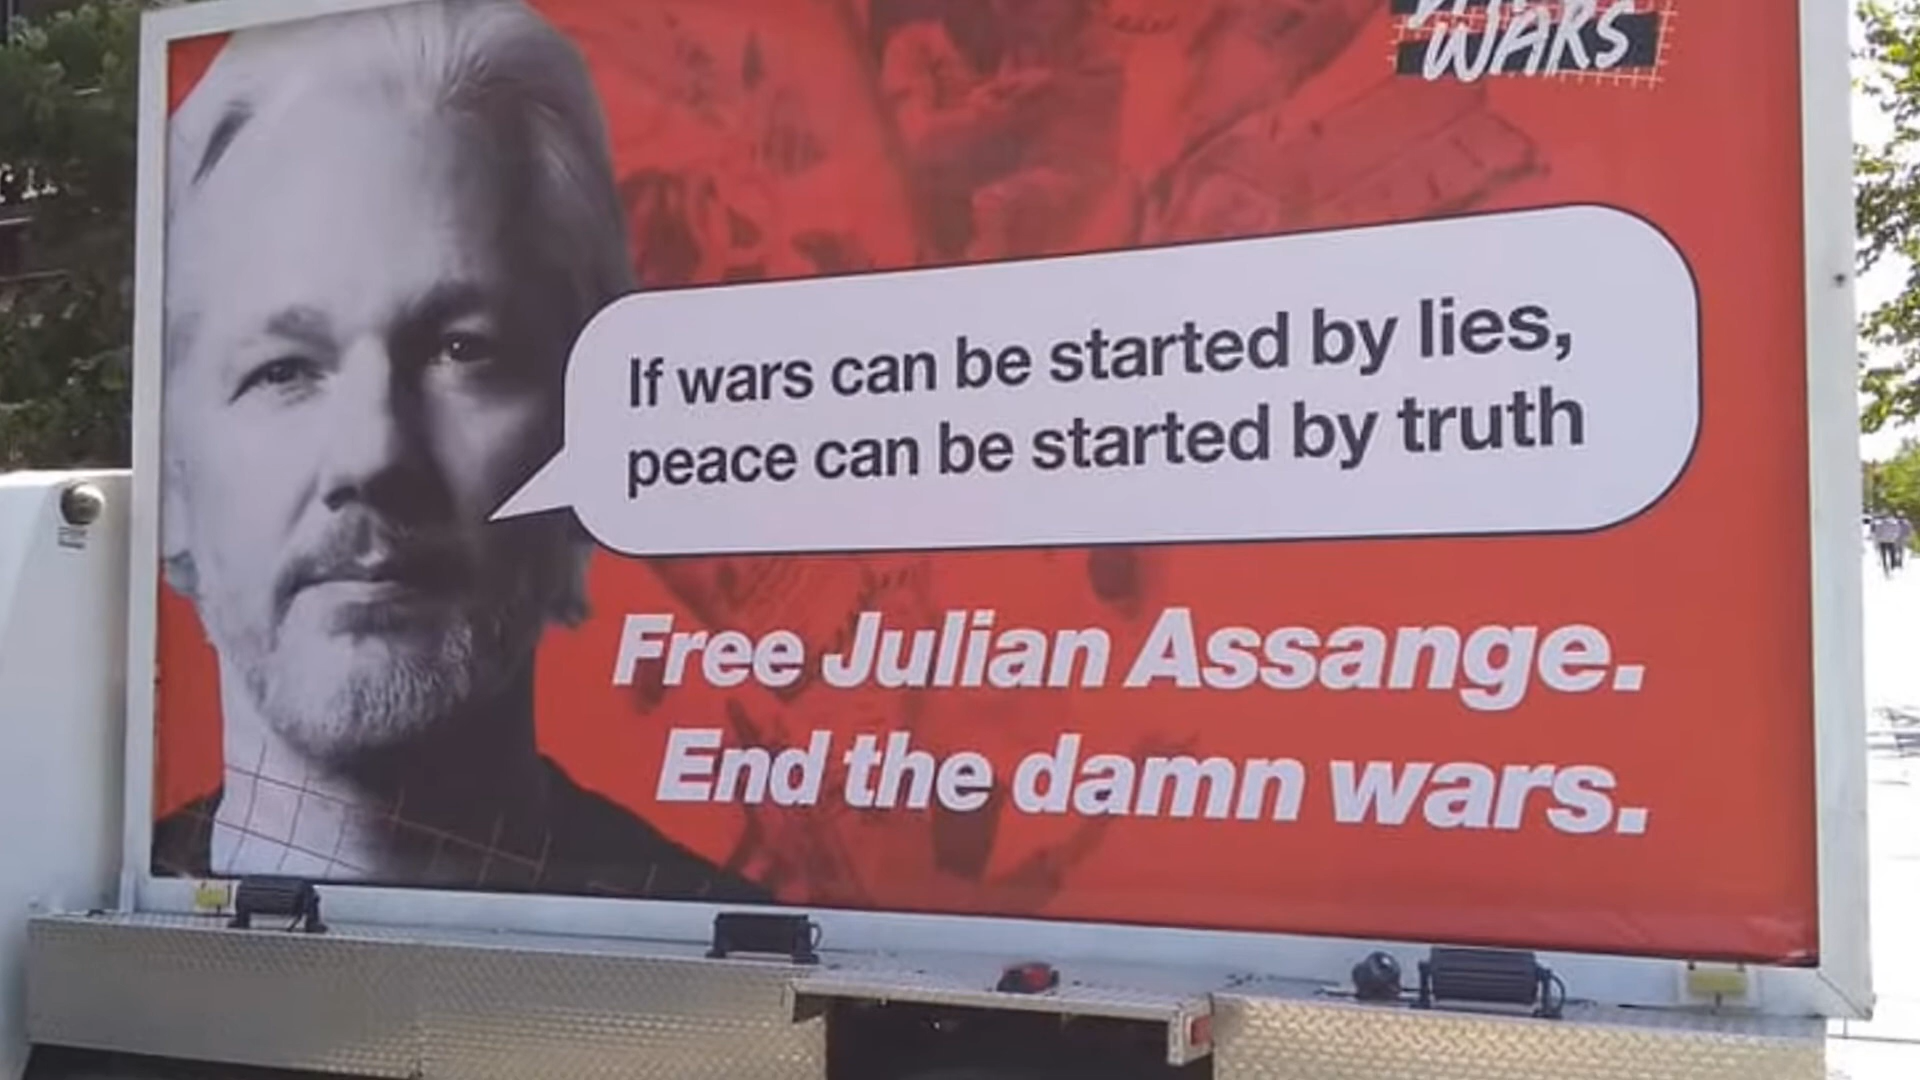 WARS
If wars can be started by lies,
peace can be started by truth
Free Julian Assange.
End the damn wars.